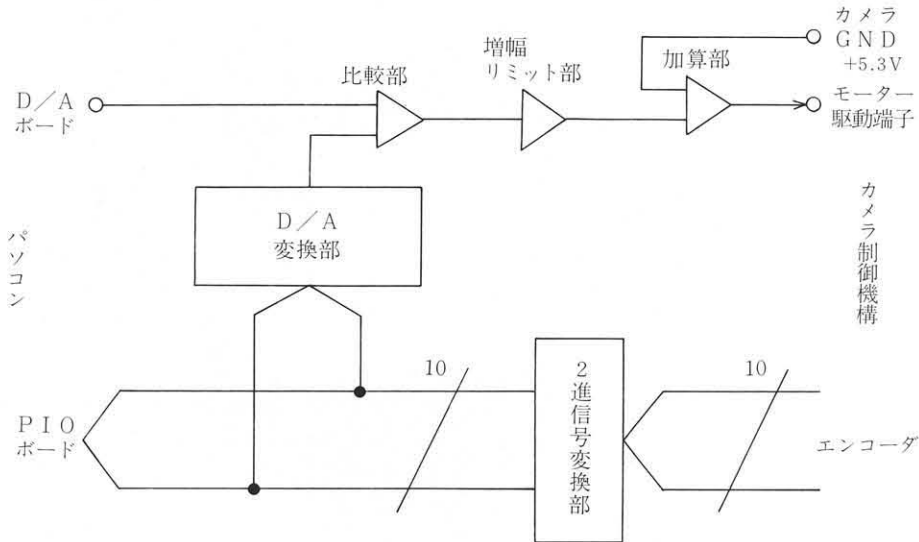 カメラ
GND
+5.3V
モーター
駆動端子
加算部
増幅
リミット部
比較部
D/A
ボード
D/A
変換部
パソコン
カメラ制御機構
10
2進信号変換部
10
PIO
ボード
エンコーダ